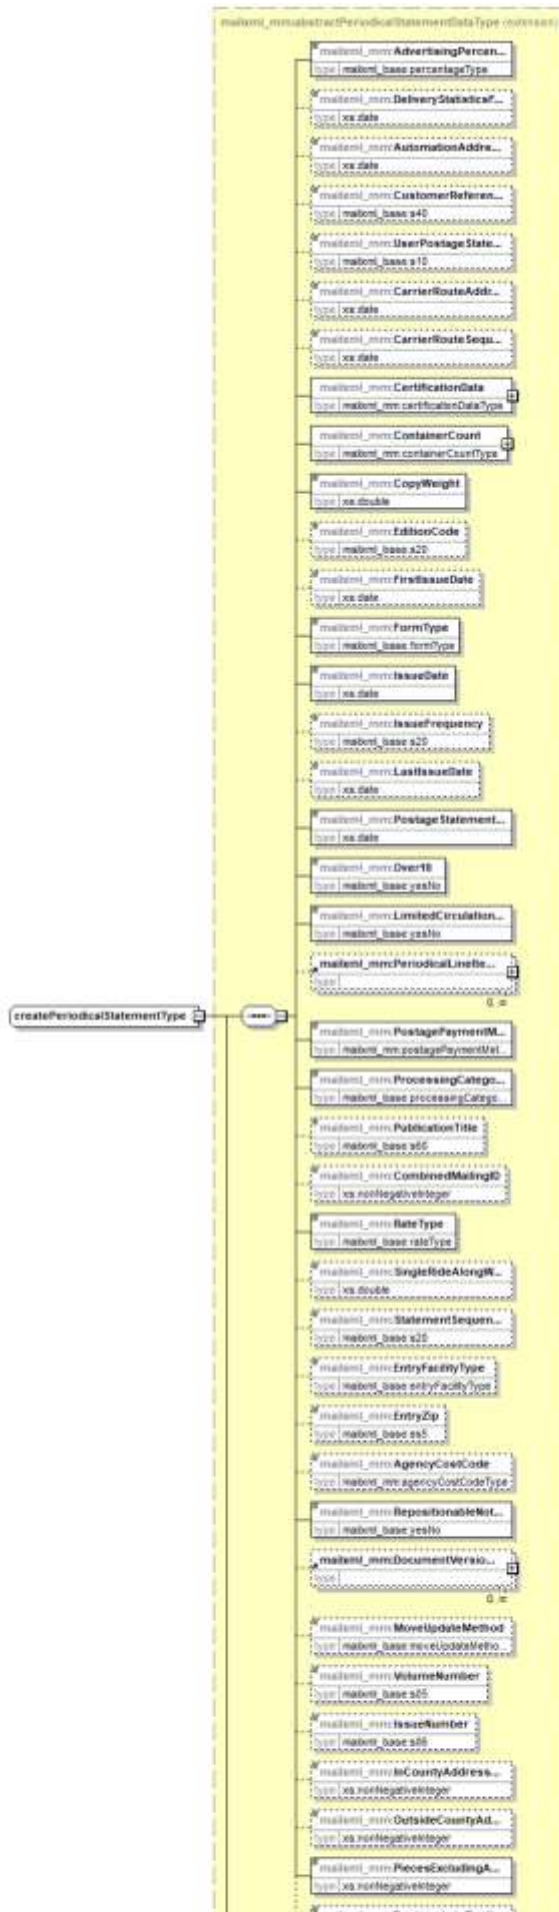 mailxml_mm:abstractPeriodicalStatementDataType (extension)
mailxml_mm:AdvertisingPercen...
type mailxml_base:percentageType
mailxml_mm:DeliveryStatisticsF...
type xs:date
mailxml_mm:AutomationAddre...
type xs:date
mailxml_mm:CustomerReferen...
type mailxml_base:s40
mailxml_mm:UserPostageState...
type mailxml_base:s10
mailxml_mm:CarrierRouteAddr...
type xs:date
mailxml_mm:CarrierRouteSequ...
type xs:date
mailxml_mm:CertificationData
type mailxml_mm:certificationDataType
mailxml_mm:ContainerCount
type mailxml_mm:containerCountType
mailxml_mm:CopyWeight
type xs:double
mailxml_mm:EditionCode
type mailxml_base:s20
mailxml_mm:FirstIssueDate
type xs:date
mailxml_mm:FormType
type mailxml_base:formType
mailxml_mm:IssueDate
type xs:date
mailxml_mm:IssueFrequency
type mailxml_base:s20
mailxml_mm:LastIssueDate
type xs:date
mailxml_mm:PostageStatement...
type xs:date
mailxml_mm:Over10
type mailxml_base:yesNo
mailxml_mm:LimitedCirculation...
type mailxml_base:yesNo
mailxml_mm:PeriodicalLineIte...
type
0..∞
createPeriodicalStatementType
mailxml_mm:PostagePaymentM...
type mailxml_mm:postagePaymentMet...
mailxml_mm:ProcessingCatego...
type mailxml_base:processingCatego...
mailxml_mm:PublicationTitle
type mailxml_base:s65
mailxml_mm:CombinedMailingID
type xs:nonNegativeInteger
mailxml_mm:RateType
type mailxml_base:rateType
mailxml_mm:SingleRideAlongW...
type xs:double
mailxml_mm:StatementSequen...
type mailxml_base:s20
mailxml_mm:EntryFacilityType
type mailxml_base:entryFacilityType
mailxml_mm:EntryZip
type mailxml_base:ss5
mailxml_mm:AgencyCostCode
type mailxml_mm:agencyCostCodeType
mailxml_mm:RepositionableNot...
type mailxml_base:yesNo
mailxml_mm:DocumentVersio...
type
0..∞
mailxml_mm:MoveUpdateMethod
type mailxml_base:moveUpdateMetho...
mailxml_mm:VolumeNumber
type mailxml_base:s05
mailxml_mm:IssueNumber
type mailxml_base:s05
mailxml_mm:InCountyAddress...
type xs:nonNegativeInteger
mailxml_mm:OutsideCountyAd...
type xs:nonNegativeInteger
mailxml_mm:PiecesExcludingA...
type xs:nonNegativeInteger